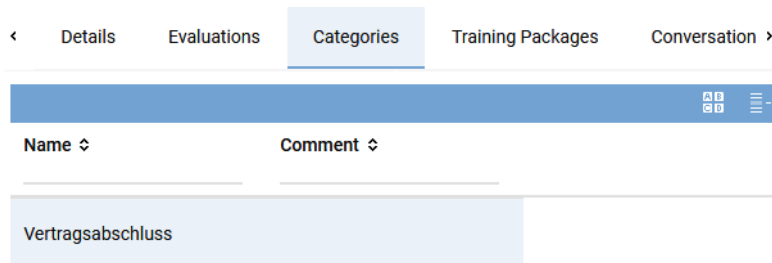 Details Evaluations Categories Training Packages Conversation
A B C D
Name Comment
Vertragsabschluss